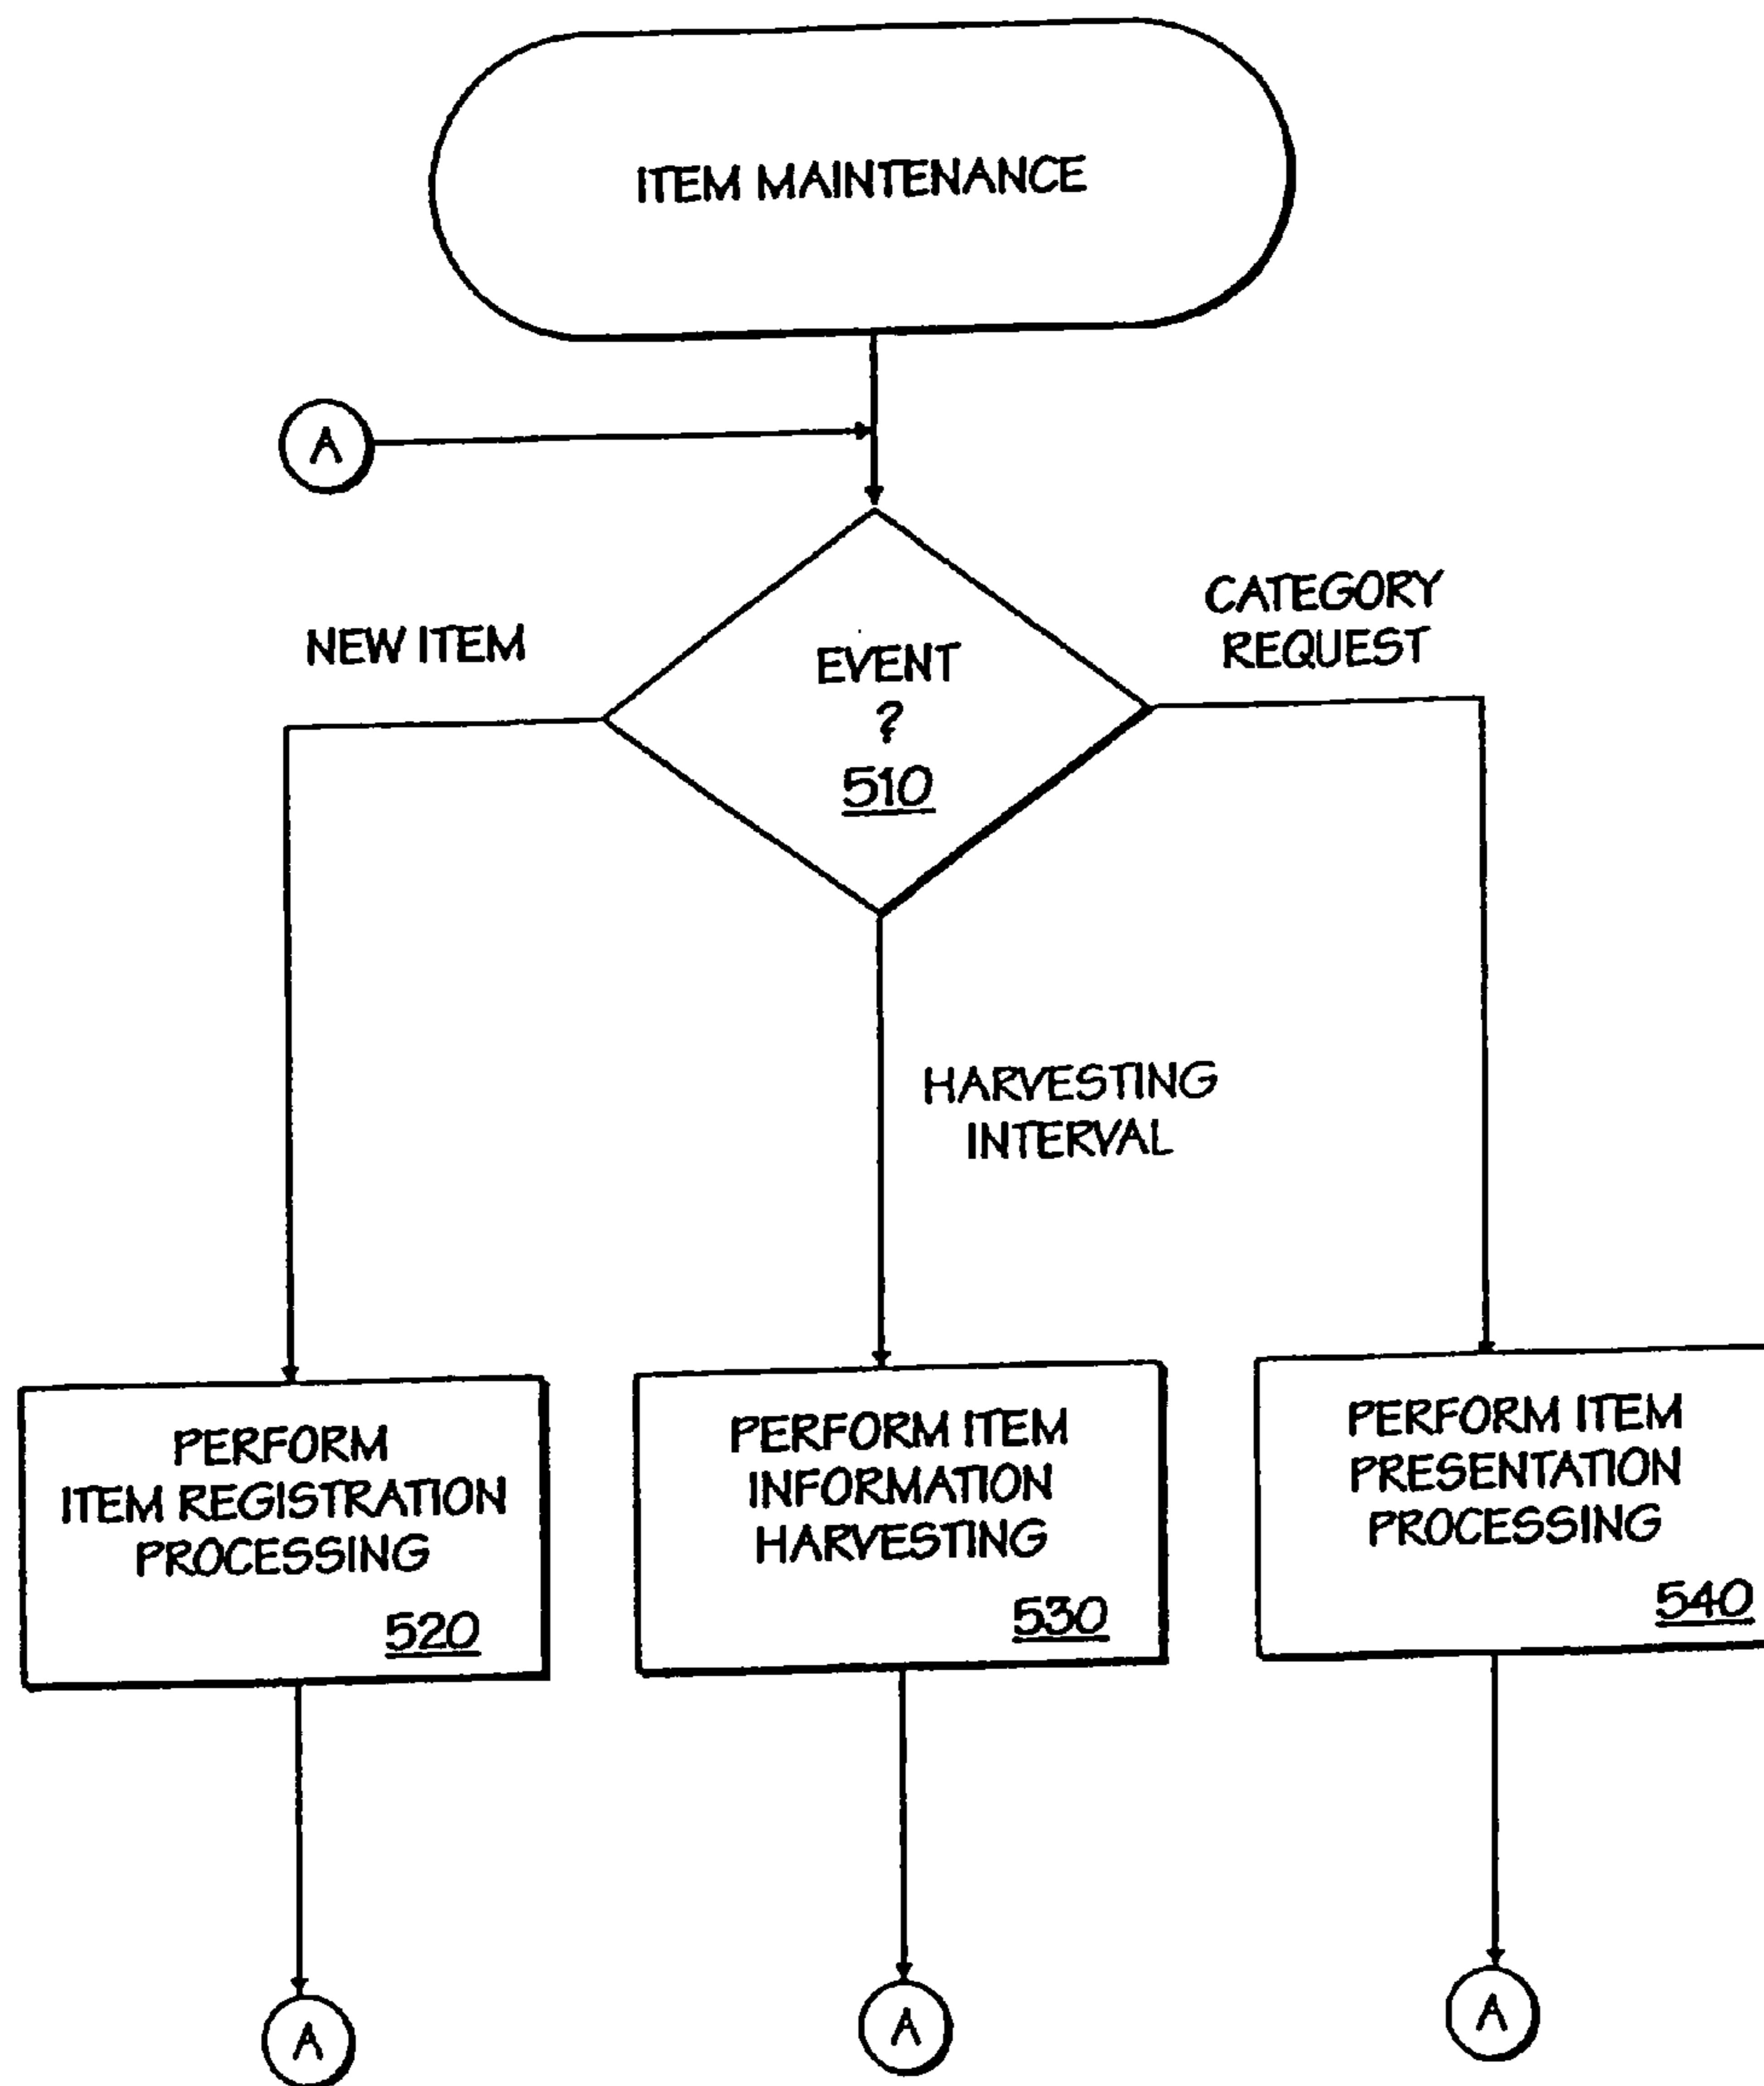 ITEM MAINTENANCE
A
NEW ITEM
EVENT
?
510
CATEGORY
REQUEST
HARVESTING
INTERVAL
PERFORM
ITEM REGISTRATION
PROCESSING
520
PERFORM ITEM
INFORMATION
HARVESTING
530
PERFORM ITEM
PRESENTATION
PROCESSING
540
A
A
A